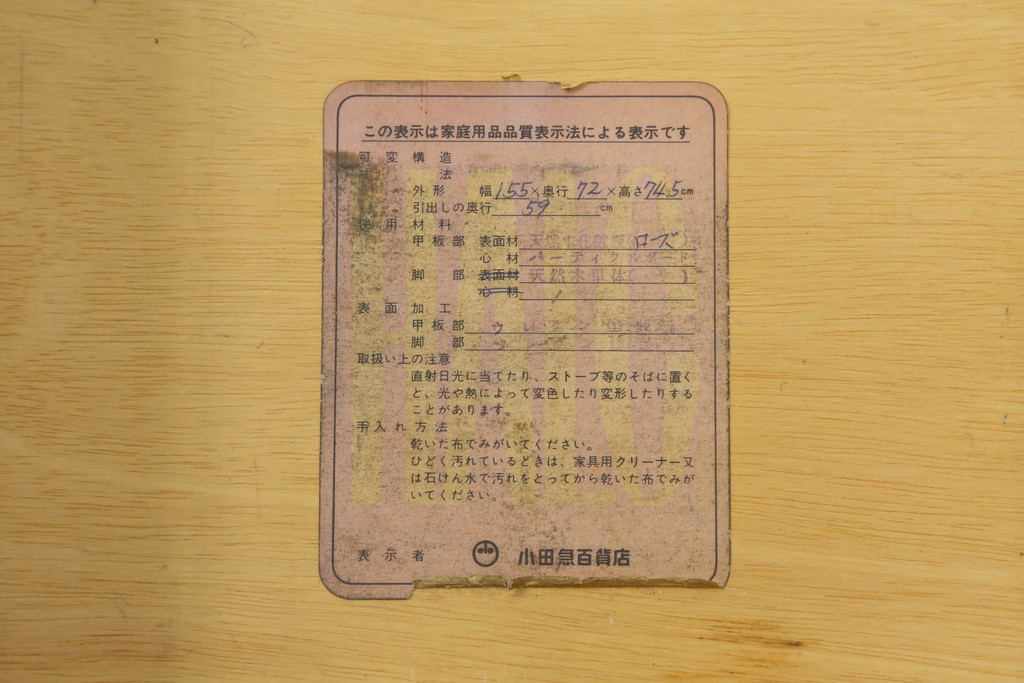 この表示は家庭用品品質表示法による表示です
可変構造
法
〃 外形 幅155×奥行72×高さ74.5cm
〃 引出しの奥行 59 cm
使用材料
甲板部 表面材 天然木化粧 (ローズ)
心材 パーティクルボード
脚部 表面材 天然木単体( )
心材
表面加工
甲板部 ウレタン
脚部 〃
取扱い上の注意
直射日光に当てたり、ストーブ等のそばに置く
と、光や熱によって変色したり変形したりする
ことがあります。
手入れ方法
乾いた布でみがいてください。
ひどく汚れているときは、家具用クリーナー又
は石けん水で汚れをとってから乾いた布でみが
いてください。
表示者 小田急百貨店